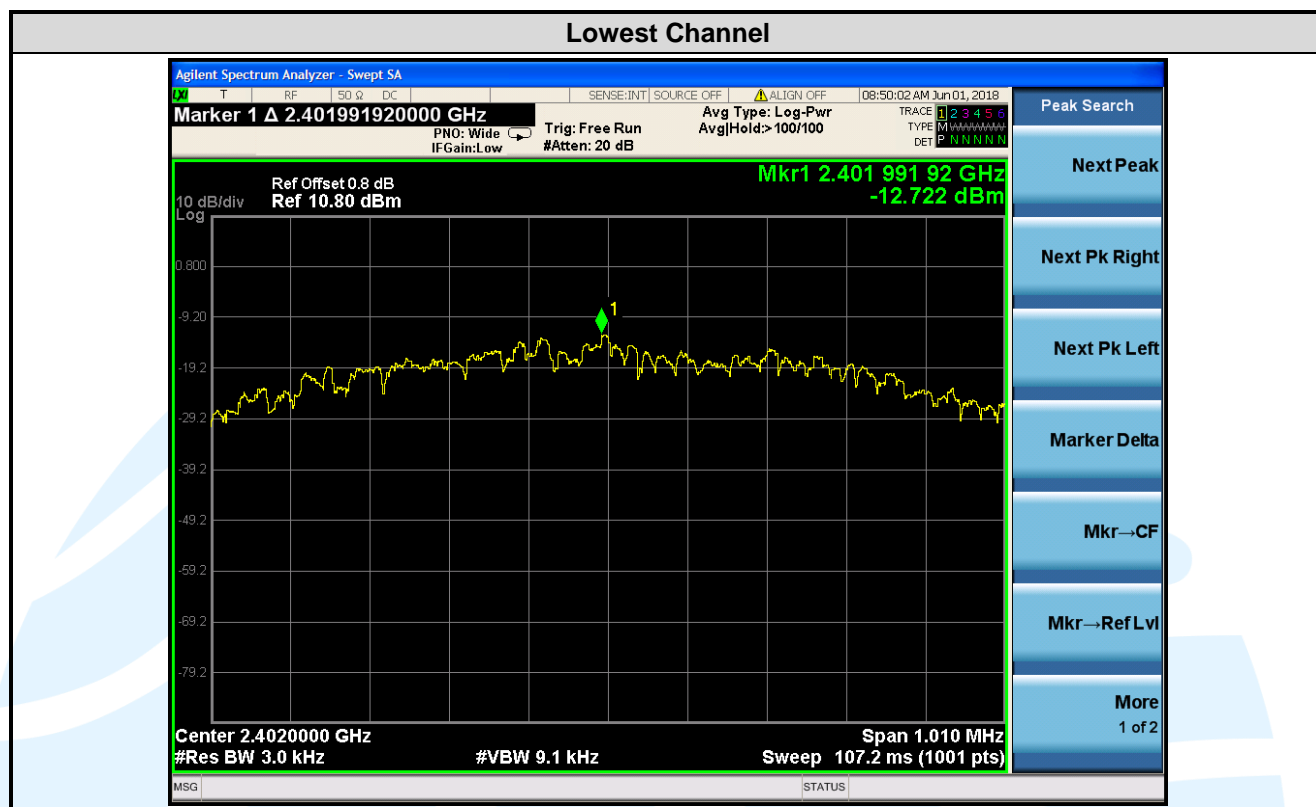 Lowest Channel
Agilent Spectrum Analyzer - Swept SA
LXI T RF 50 Ω DC SENSE:INT SOURCE OFF ALIGN OFF 08:50:02 AM Jun 01, 2018
Marker 1 Δ 2.401991920000 GHz
PNO: Wide
IFGain:Low
Trig: Free Run
#Atten: 20 dB
Avg Type: Log-Pwr
Avg|Hold:>100/100
TRACE 1 2 3 4 5 6
TYPE M WWWWW
DET P N N N N N
Peak Search
Next Peak
Next Pk Right
Next Pk Left
Marker Delta
Mkr→CF
Mkr→Ref Lvl
More
1 of 2
Mkr1 2.401 991 92 GHz
-12.722 dBm
Ref Offset 0.8 dB
10 dB/div Ref 10.80 dBm
Log
0.800
-9.20
-19.2
-29.2
-39.2
-49.2
-59.2
-69.2
-79.2
1
Center 2.4020000 GHz Span 1.010 MHz
#Res BW 3.0 kHz #VBW 9.1 kHz Sweep 107.2 ms (1001 pts)
MSG STATUS